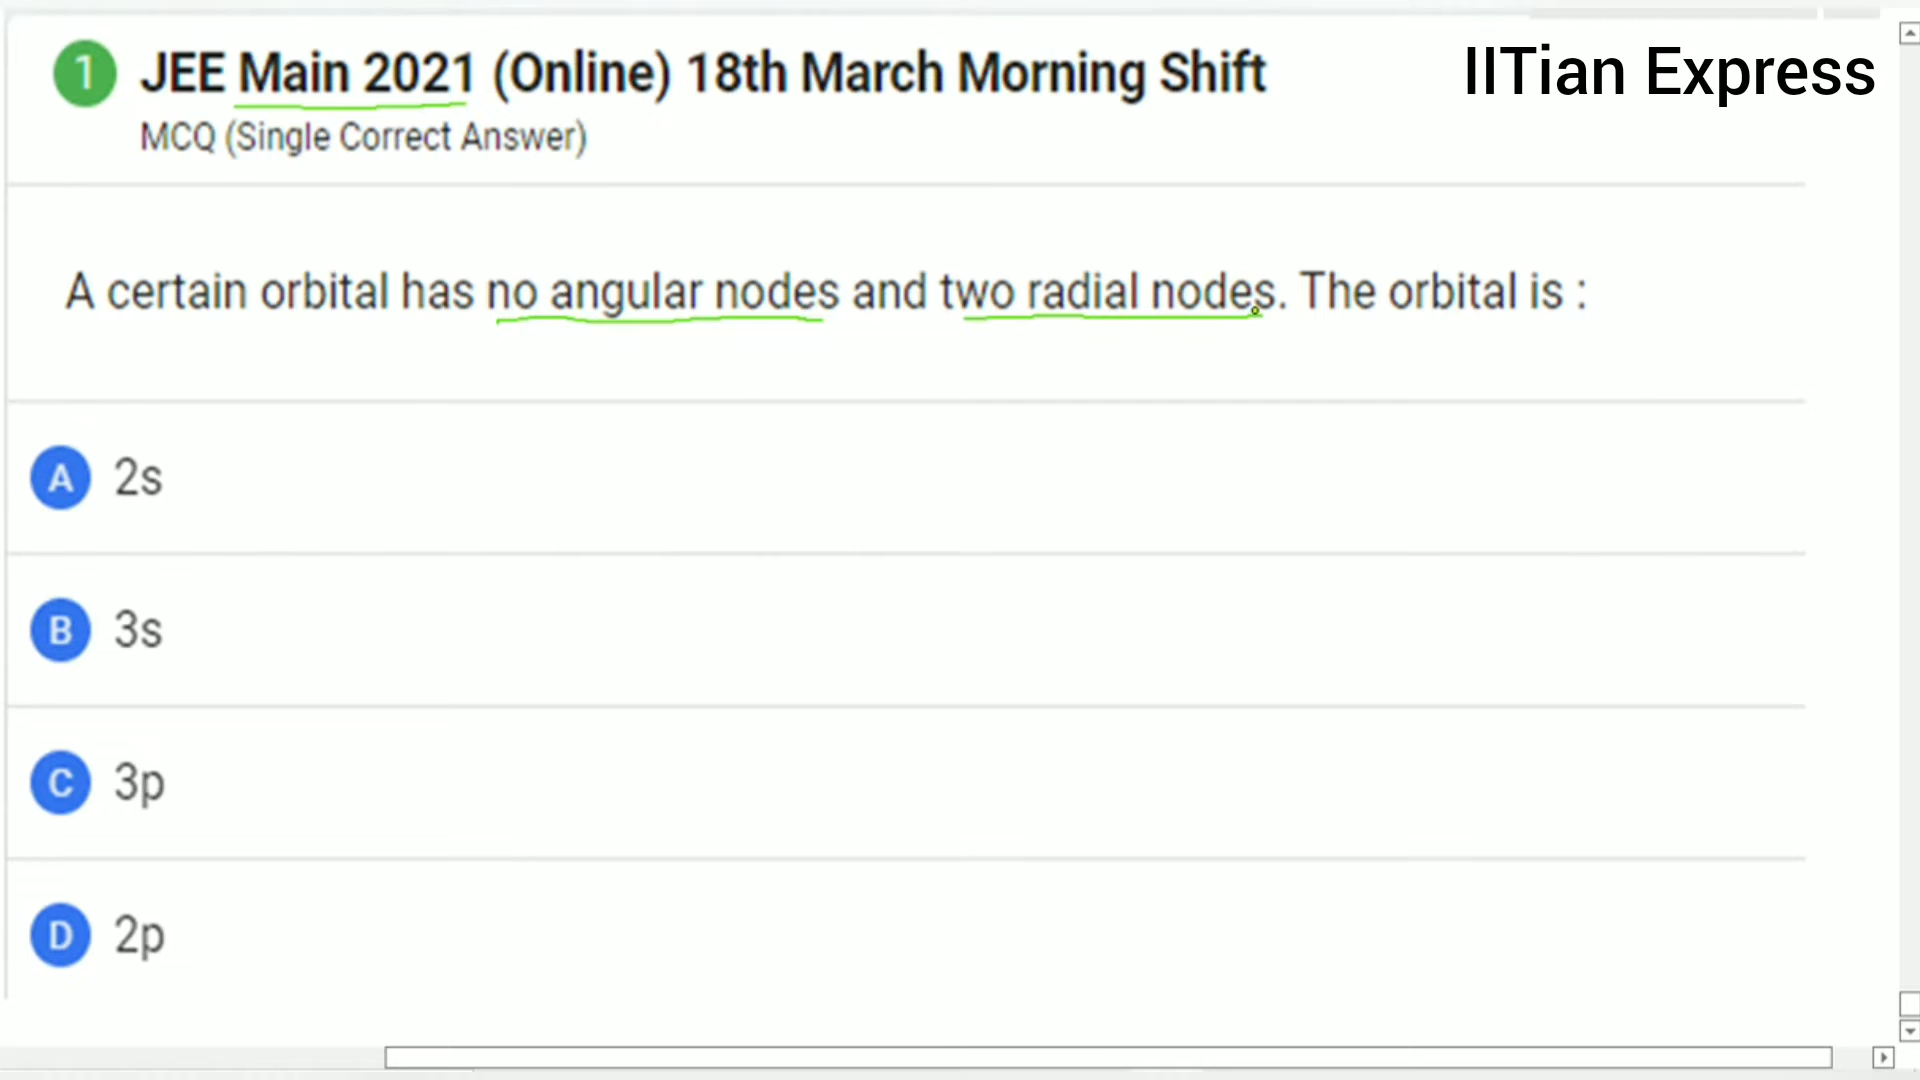 1 JEE Main 2021 (Online) 18th March Morning Shift
IITian Express
MCQ (Single Correct Answer)
A certain orbital has no angular nodes and two radial nodes. The orbital is :
A 2s
B 3s
C 3p
D 2p